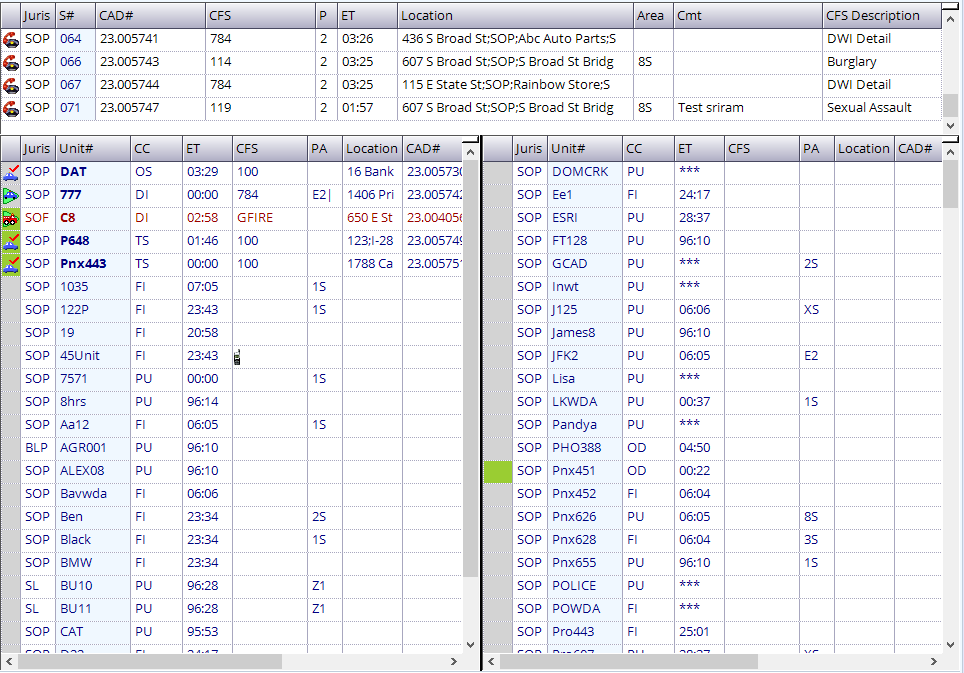 Juris S# CAD# CFS P ET Location Area Cmt CFS Description
SOP 064 23.005741 784 2 03:26 436 S Broad St;SOP;Abc Auto Parts;S DWI Detail
SOP 066 23.005743 114 2 03:25 607 S Broad St;SOP;S Broad St Bridg 8S Burglary
SOP 067 23.005744 784 2 03:25 115 E State St;SOP;Rainbow Store;S DWI Detail
SOP 071 23.005747 119 2 01:57 607 S Broad St;SOP;S Broad St Bridg 8S Test sriram Sexual Assault
Juris Unit# CC ET CFS PA Location CAD#
SOP DAT OS 03:29 100 16 Bank 23.005730
SOP 777 DI 00:00 784 E2| 1406 Pri 23.005742
SOF C8 DI 02:58 GFIRE 650 E St 23.004056
SOP P648 TS 01:46 100 123;I-28 23.005749
SOP Pnx443 TS 00:00 100 1788 Ca 23.005751
SOP 1035 FI 07:05 1S
SOP 122P FI 23:43 1S
SOP 19 FI 20:58
SOP 45Unit FI 23:43
SOP 7571 PU 00:00 1S
SOP 8hrs PU 96:14
SOP Aa12 FI 06:05 1S
BLP AGR001 PU 96:10
SOP ALEX08 PU 96:10
SOP Bavwda FI 06:06
SOP Ben FI 23:34 2S
SOP Black FI 23:34 1S
SOP BMW FI 23:34
SL BU10 PU 96:28 Z1
SL BU11 PU 96:28 Z1
SOP CAT PU 95:53
Juris Unit# CC ET CFS PA Location CAD#
SOP DOMCRK PU ***
SOP Ee1 FI 24:17
SOP ESRI PU 28:37
SOP FT128 PU 96:10
SOP GCAD PU *** 2S
SOP Inwt PU ***
SOP J125 PU 06:06 XS
SOP James8 PU 96:10
SOP JFK2 PU 06:05 E2
SOP Lisa PU ***
SOP LKWDA PU 00:37 1S
SOP Pandya PU ***
SOP PHO388 OD 04:50
SOP Pnx451 OD 00:22
SOP Pnx452 FI 06:04
SOP Pnx626 PU 06:05 8S
SOP Pnx628 FI 06:04 3S
SOP Pnx655 PU 96:10 1S
SOP POLICE PU ***
SOP POWDA FI ***
SOP Pro443 FI 25:01